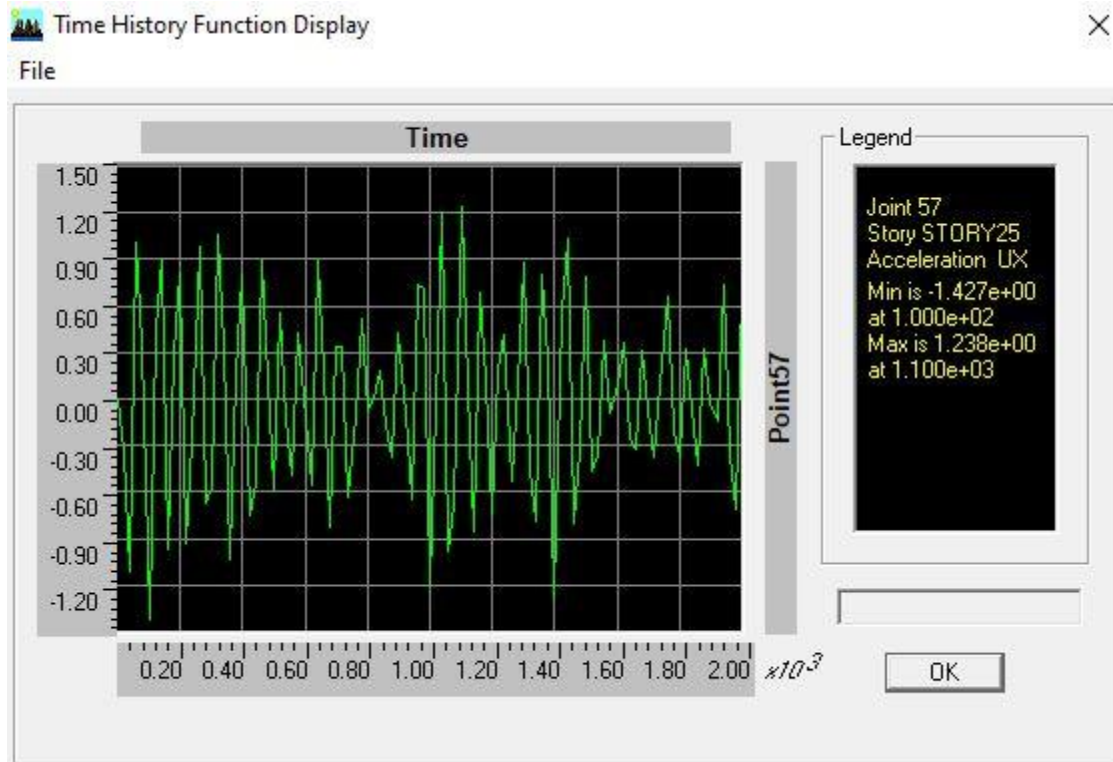 Time History Function Display
File
Time
Legend
1.50
1.20
0.90
0.60
0.30
0.00
-0.30
-0.60
-0.90
-1.20
Point57
Joint 57
Story STORY25
Acceleration UX
Min is -1.427e+00
at 1.000e+02
Max is 1.238e+00
at 1.100e+03
0.20 0.40 0.60 0.80 1.00 1.20 1.40 1.60 1.80 2.00 x10^3
OK